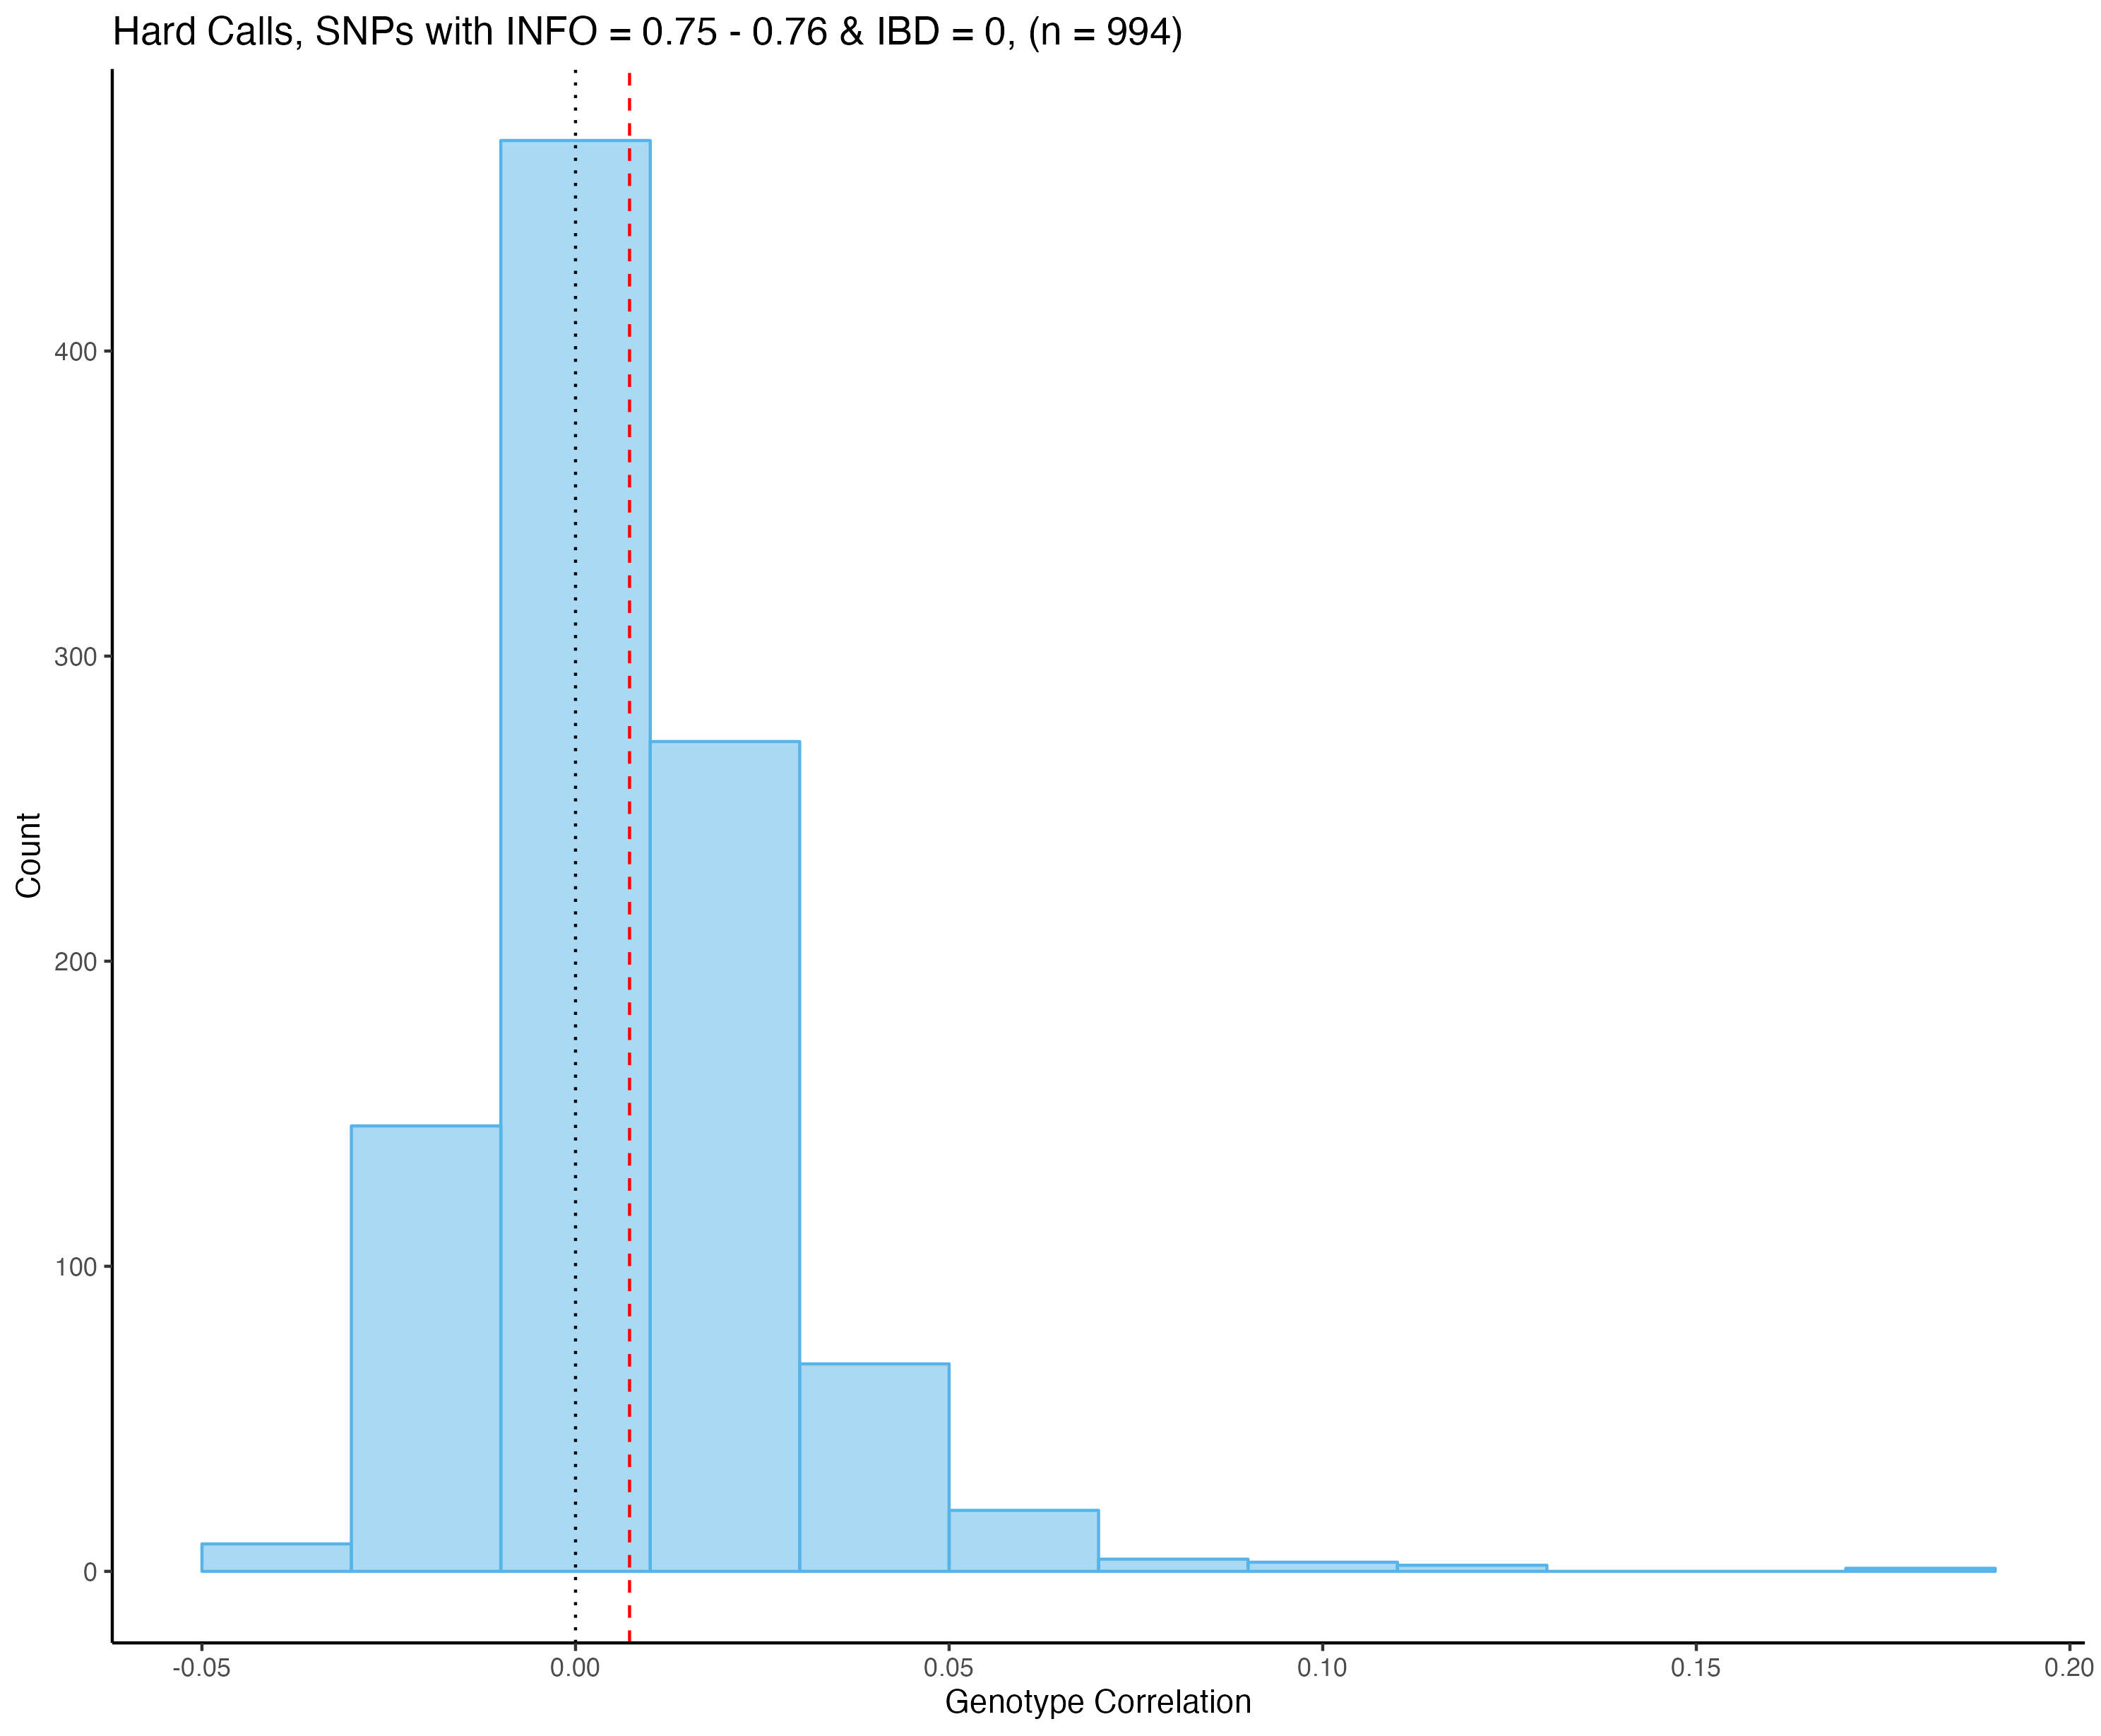 Hard Calls, SNPs with INFO = 0.75 - 0.76 & IBD = 0, (n = 994)
Count
400
300
200
100
0
-0.05 0.00 0.05 0.10 0.15 0.20
Genotype Correlation